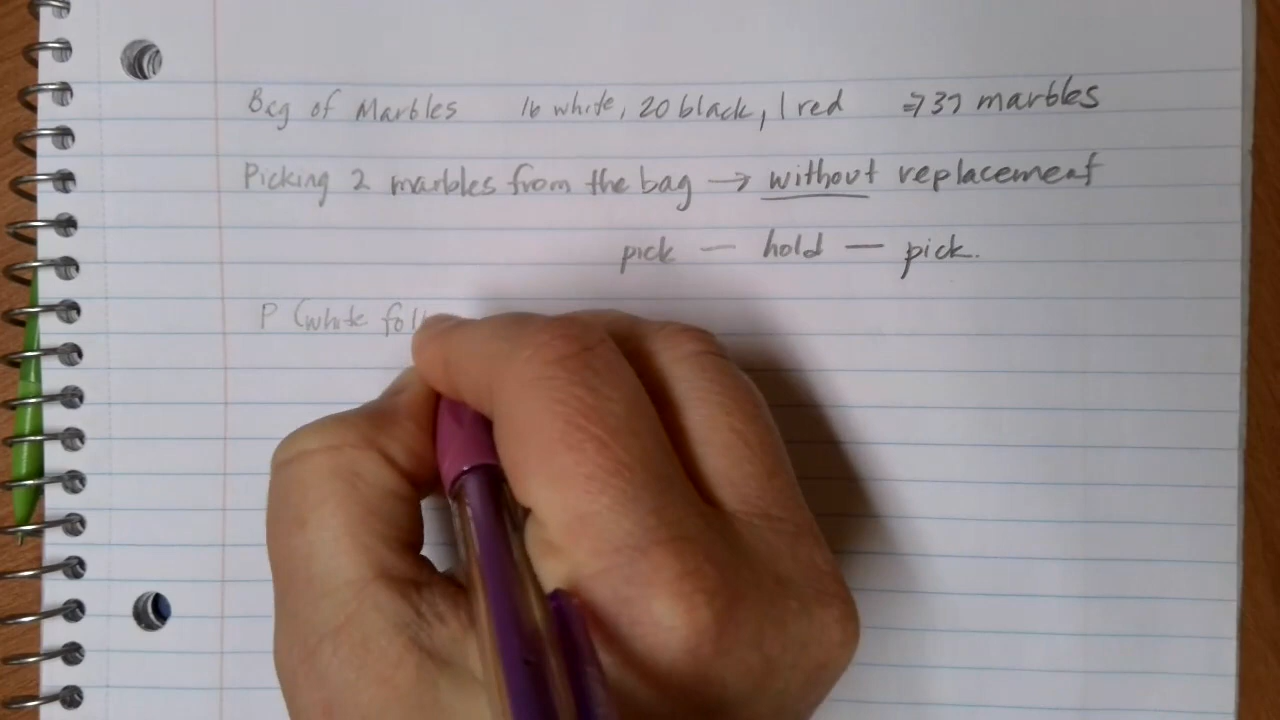 Bag of Marbles 16 white, 20 black, 1 red ⇒ 37 marbles
Picking 2 marbles from the bag → without replacement
pick — hold — pick.
P (white foll